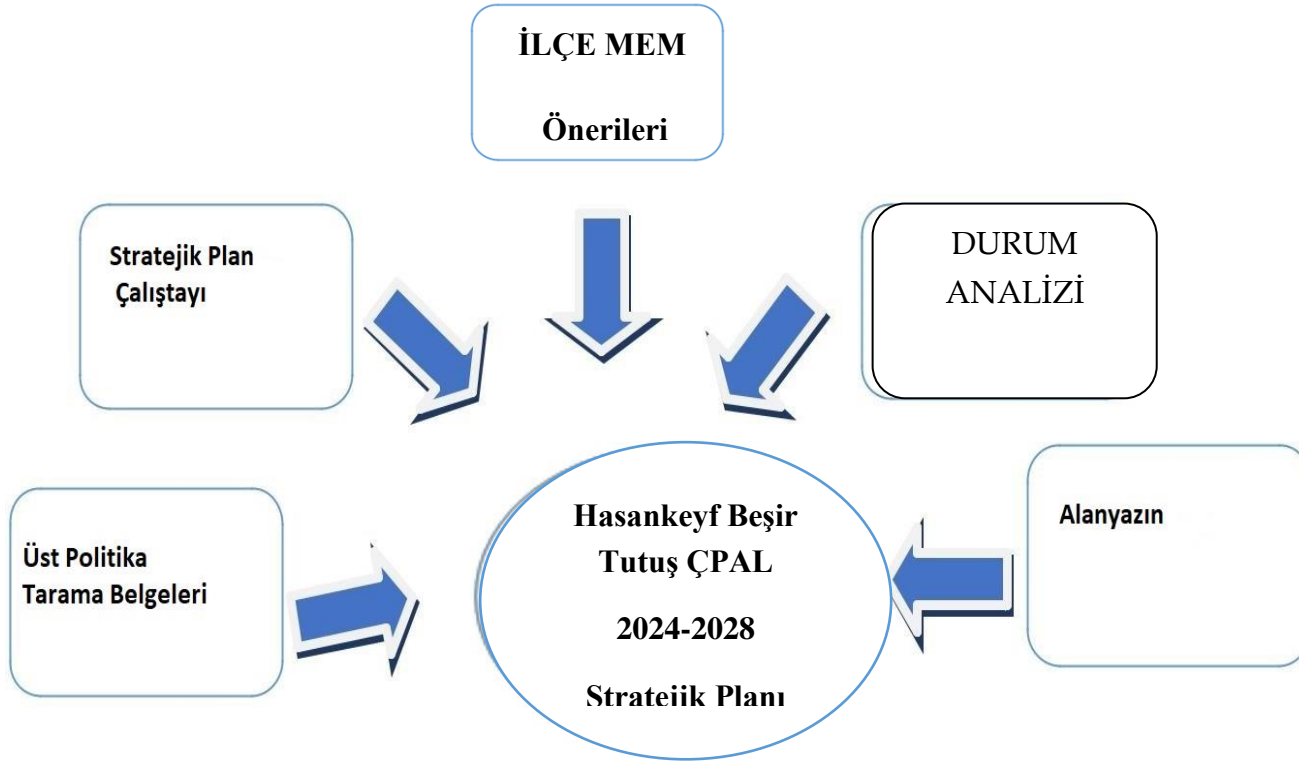 İLÇE MEM
Önerileri
Stratejik Plan
Çalıştayı
DURUM
ANALİZİ
Üst Politika
Tarama Belgeleri
Hasankeyf Beşir
Tutuş ÇPAL
2024-2028
Stratejik Planı
Alanyazın